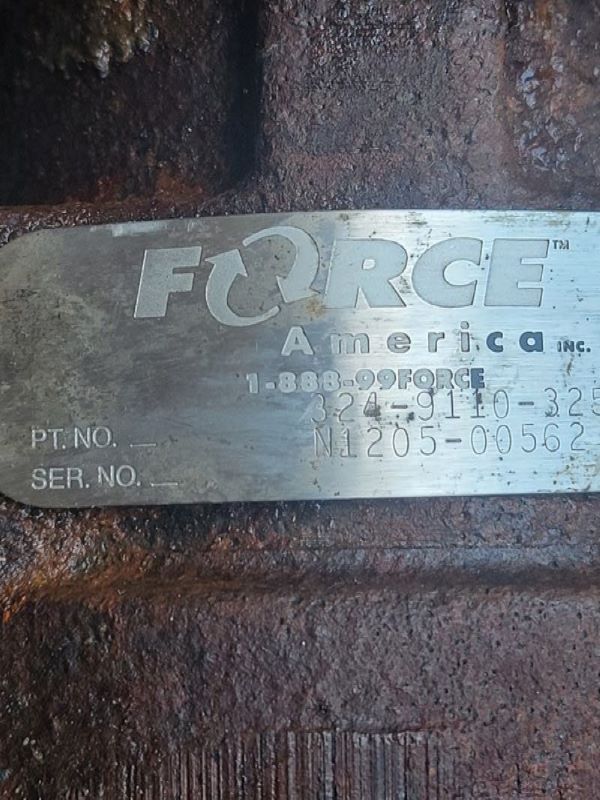 FORCE™
America INC.
1-888-99FORCE
324-9110-325
PT. NO. _ N1205-00562
SER. NO. _